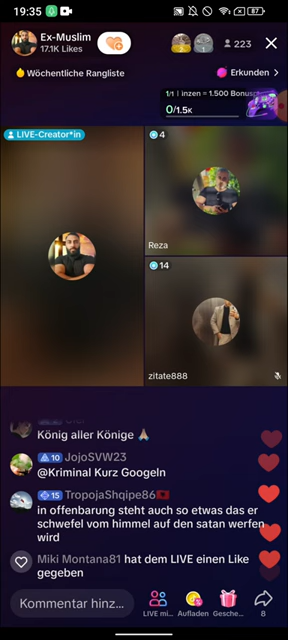 19:35
87
Ex-Muslim
17.1K Likes
223
Wöchentliche Rangliste
Erkunden >
1/1 | inzen = 1.500 Bonusp
0/1.5K
LIVE-Creator*in
4
Reza
14
zitate888
König aller Könige 🙏
10 JojoSVW23
@Kriminal Kurz Googeln
15 TropojaShqipe86🇦🇱
in offenbarung steht auch so etwas das er
schwefel vom himmel auf den satan werfen
wird
Miki Montana81 hat dem LIVE einen Like
gegeben
Kommentar hinz...
LIVE mi...
Aufladen
Gesche...
8